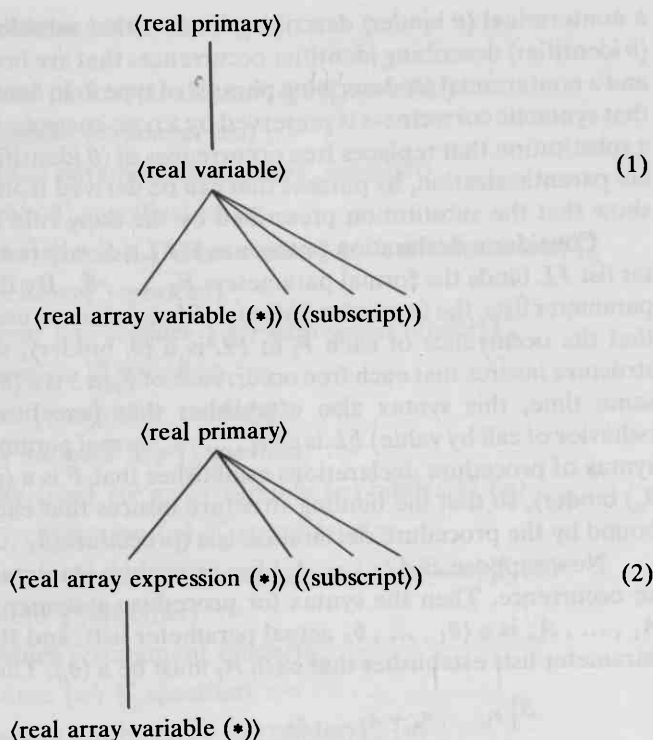 ⟨real primary⟩
⟨real variable⟩
(1)
⟨real array variable (*)⟩ (⟨subscript⟩)
⟨real primary⟩
⟨real array expression (*)⟩ (⟨subscript⟩)
(2)
⟨real array variable (*)⟩